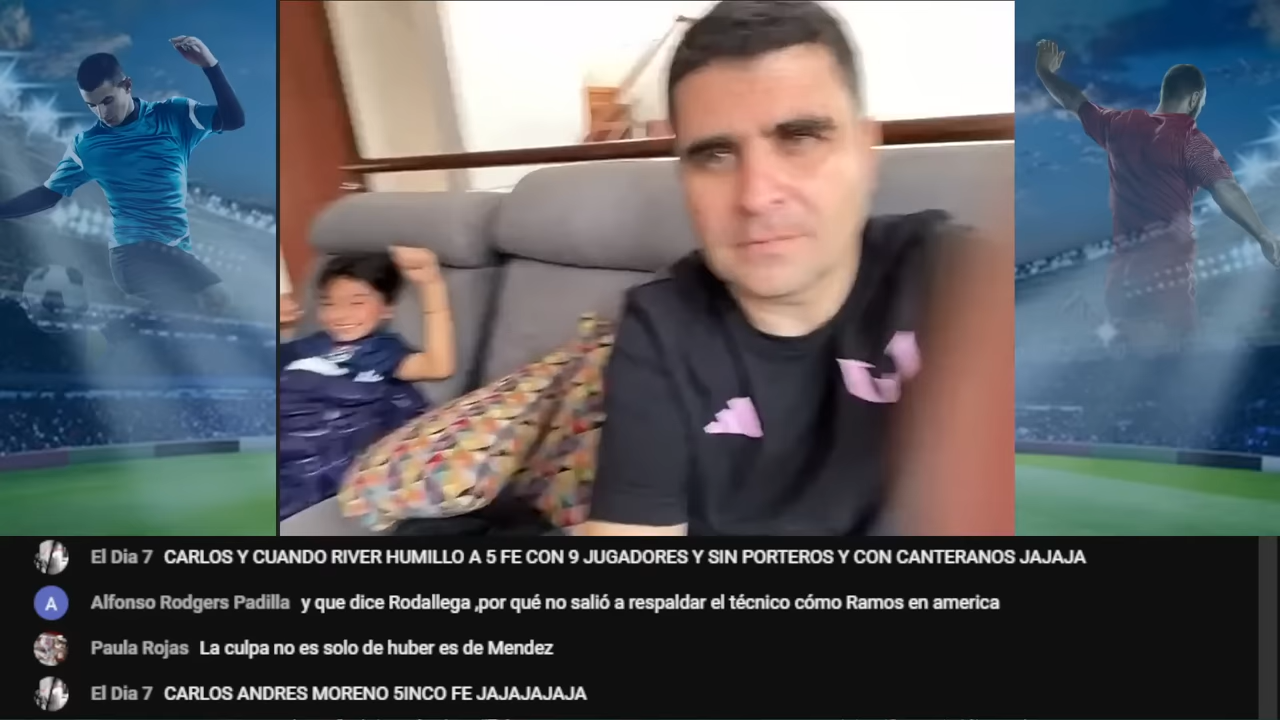 El Dia 7 CARLOS Y CUANDO RIVER HUMILLO A 5 FE CON 9 JUGADORES Y SIN PORTEROS Y CON CANTERANOS JAJAJA
A Alfonso Rodgers Padilla y que dice Rodallega ,por qué no salió a respaldar el técnico cómo Ramos en america
Paula Rojas La culpa no es solo de huber es de Mendez
El Dia 7 CARLOS ANDRES MORENO 5INCO FE JAJAJAJAJA